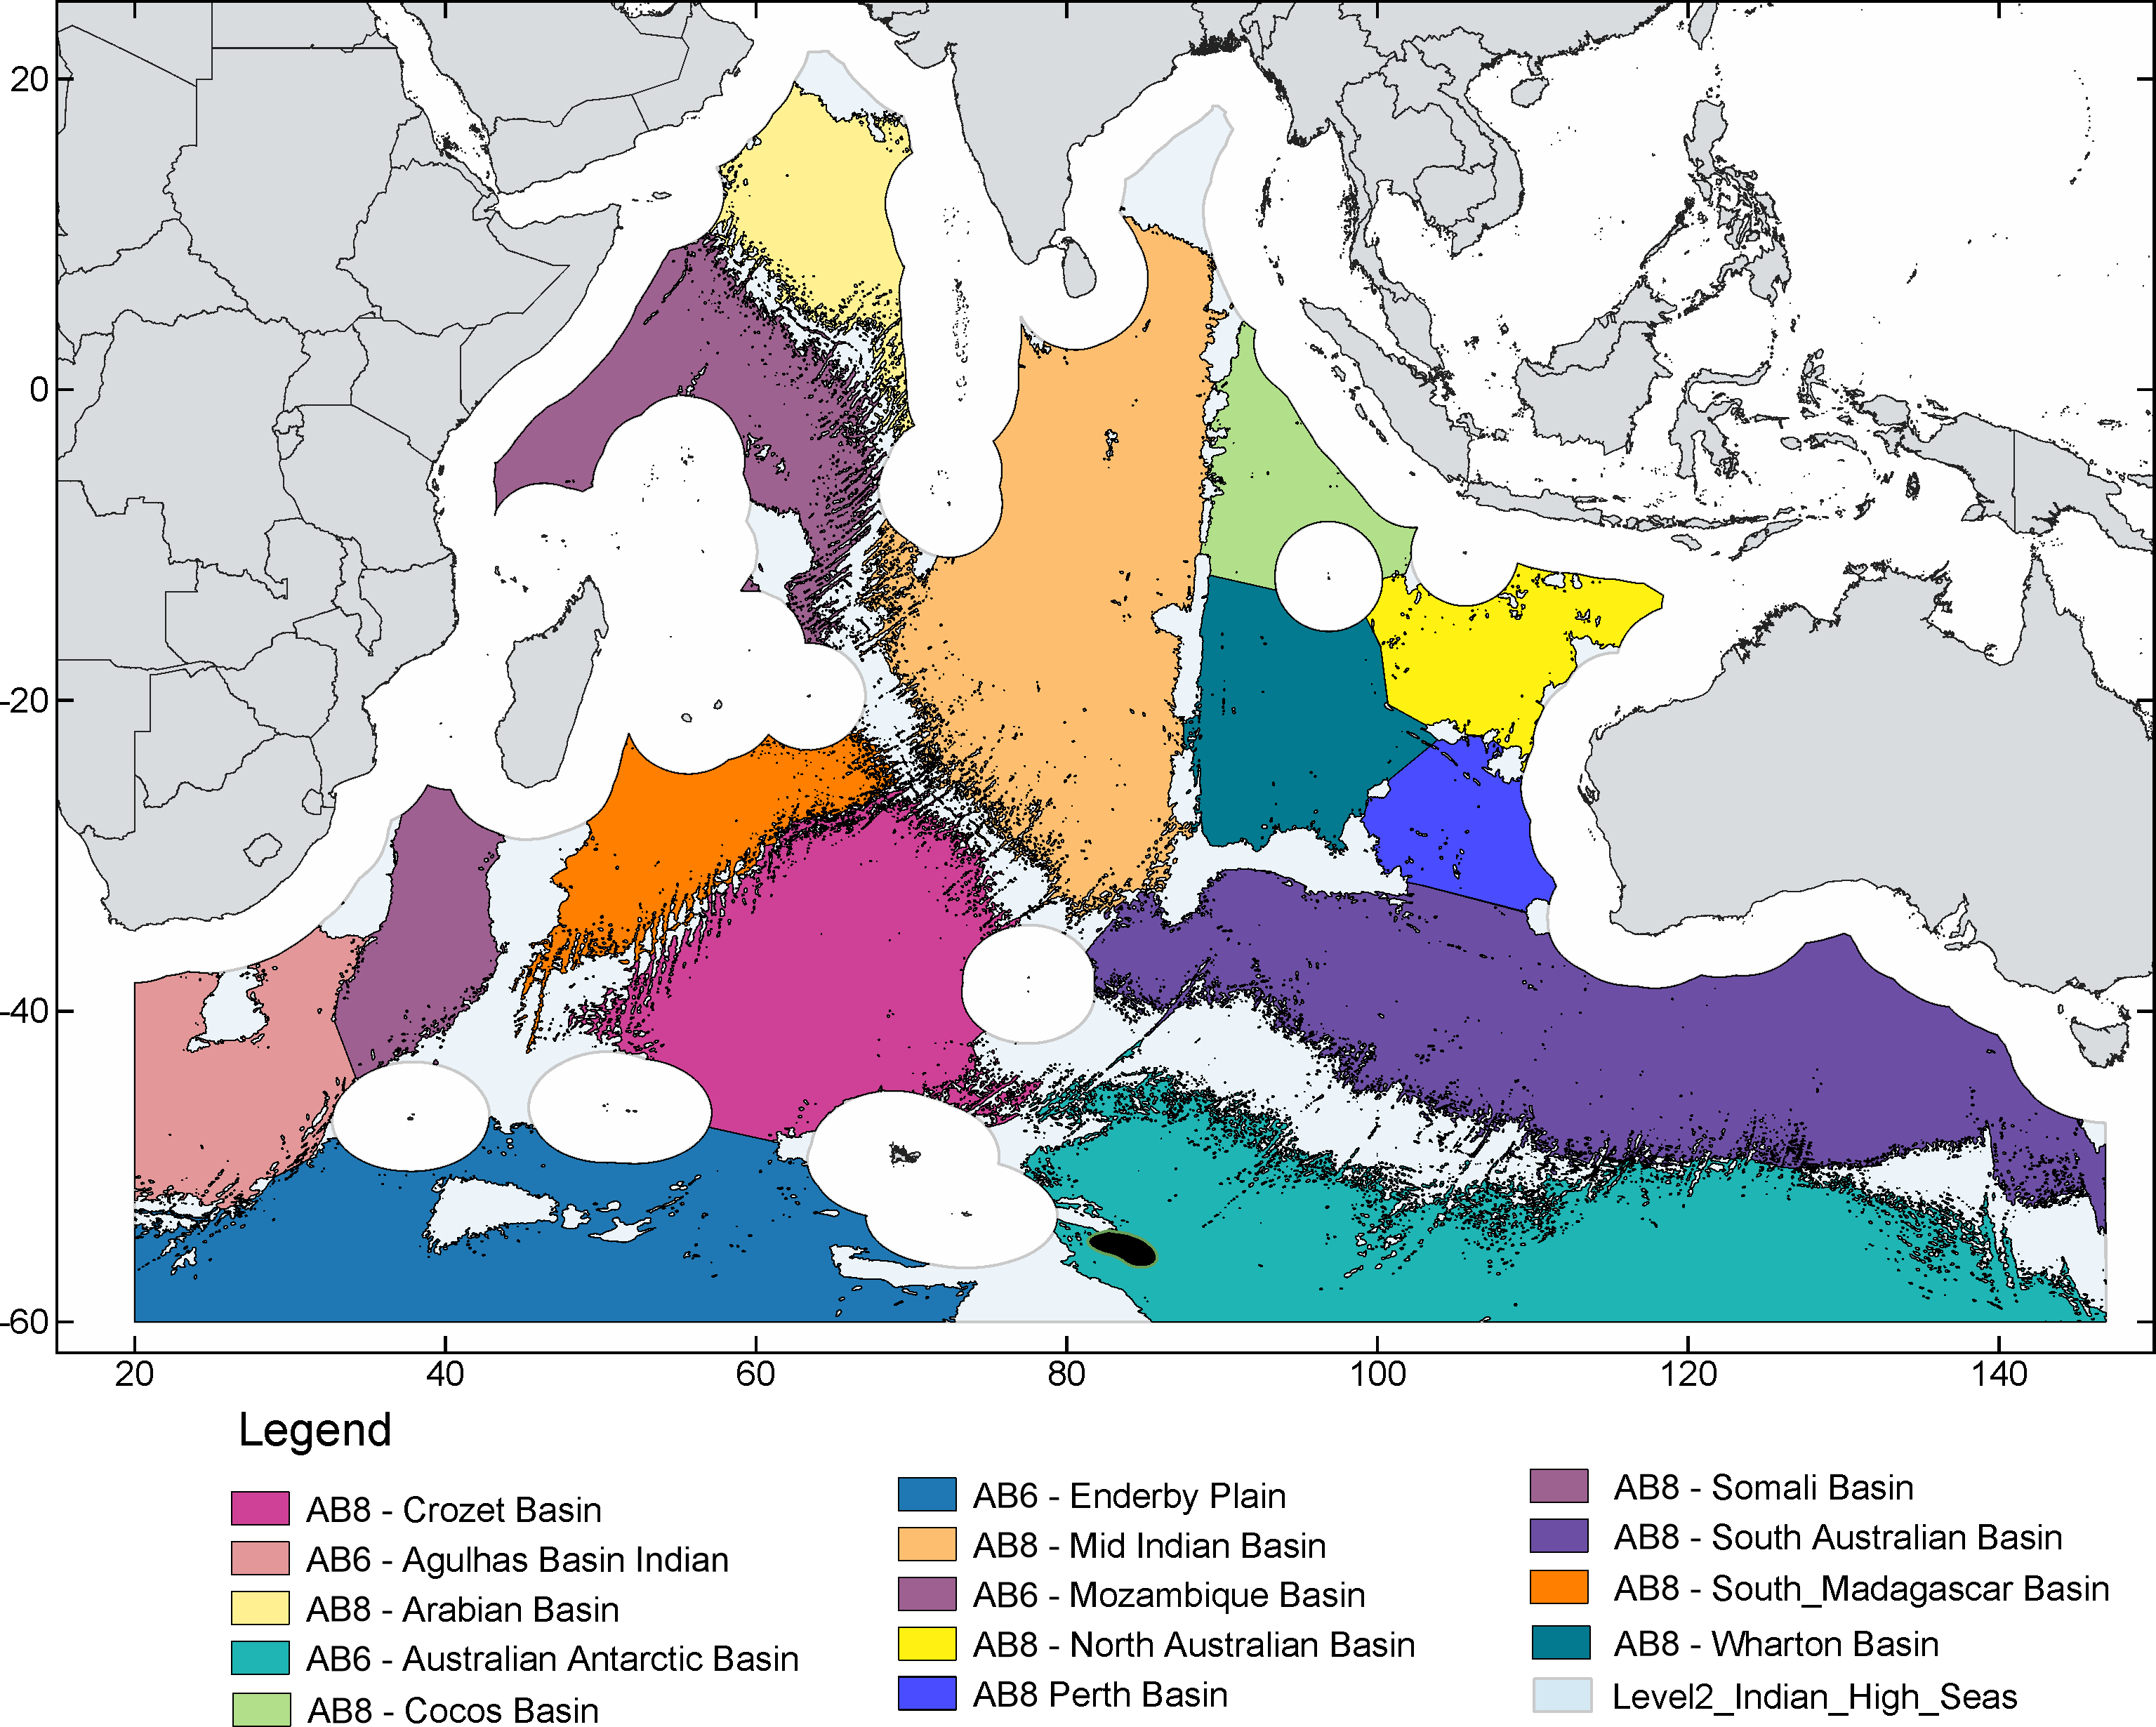 20
0
-20
-40
-60
20 40 60 80 100 120 140
Legend
AB8 - Crozet Basin
AB6 - Agulhas Basin Indian
AB8 - Arabian Basin
AB6 - Australian Antarctic Basin
AB8 - Cocos Basin
AB6 - Enderby Plain
AB8 - Mid Indian Basin
AB6 - Mozambique Basin
AB8 - North Australian Basin
AB8 Perth Basin
AB8 - Somali Basin
AB8 - South Australian Basin
AB8 - South_Madagascar Basin
AB8 - Wharton Basin
Level2_Indian_High_Seas